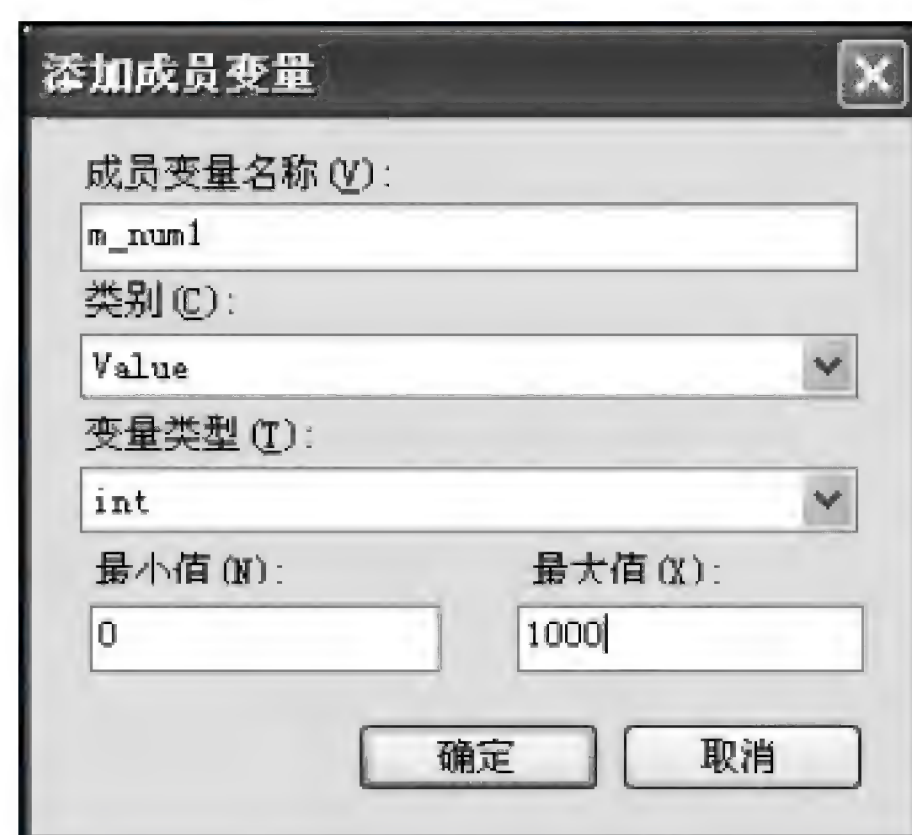 添加成员变量
成员变量名称(V):
m_num1
类别(C):
Value
变量类型(T):
int
最小值(N): 最大值(X):
0 1000
确定 取消